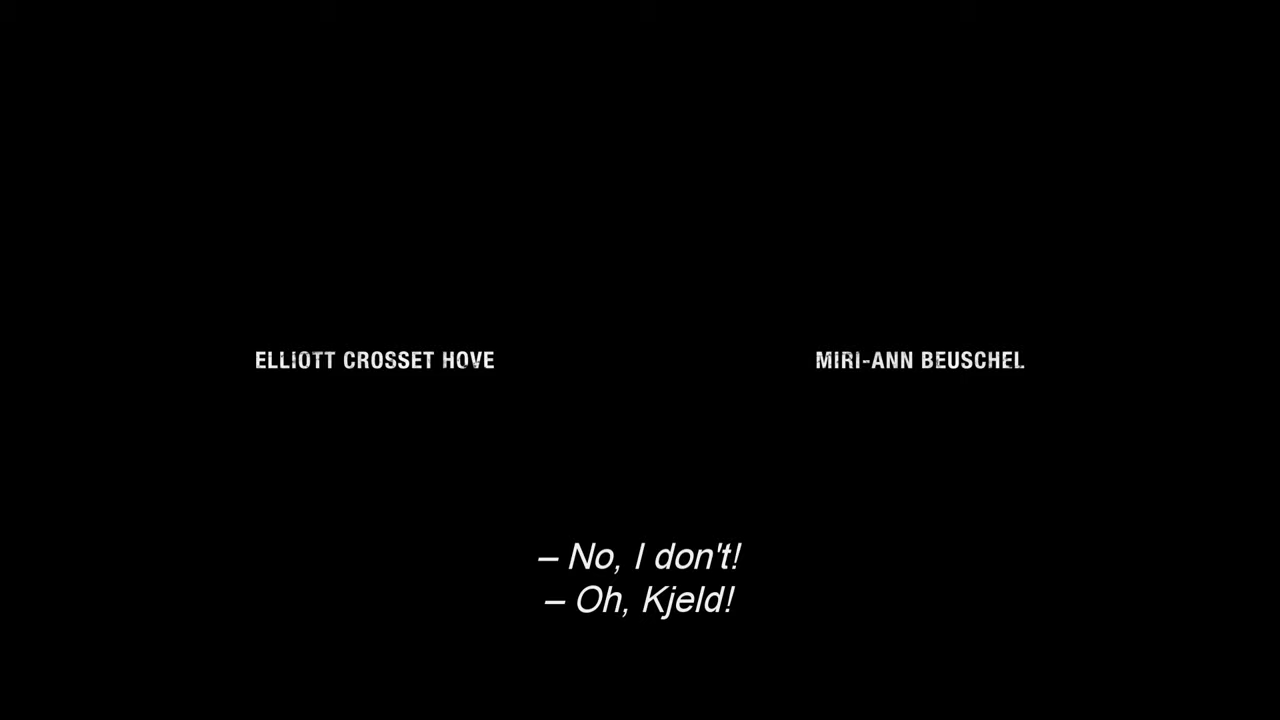 ELLIOTT CROSSET HOVE
MIRI-ANN BEUSCHEL
– No, I don't!
– Oh, Kjeld!